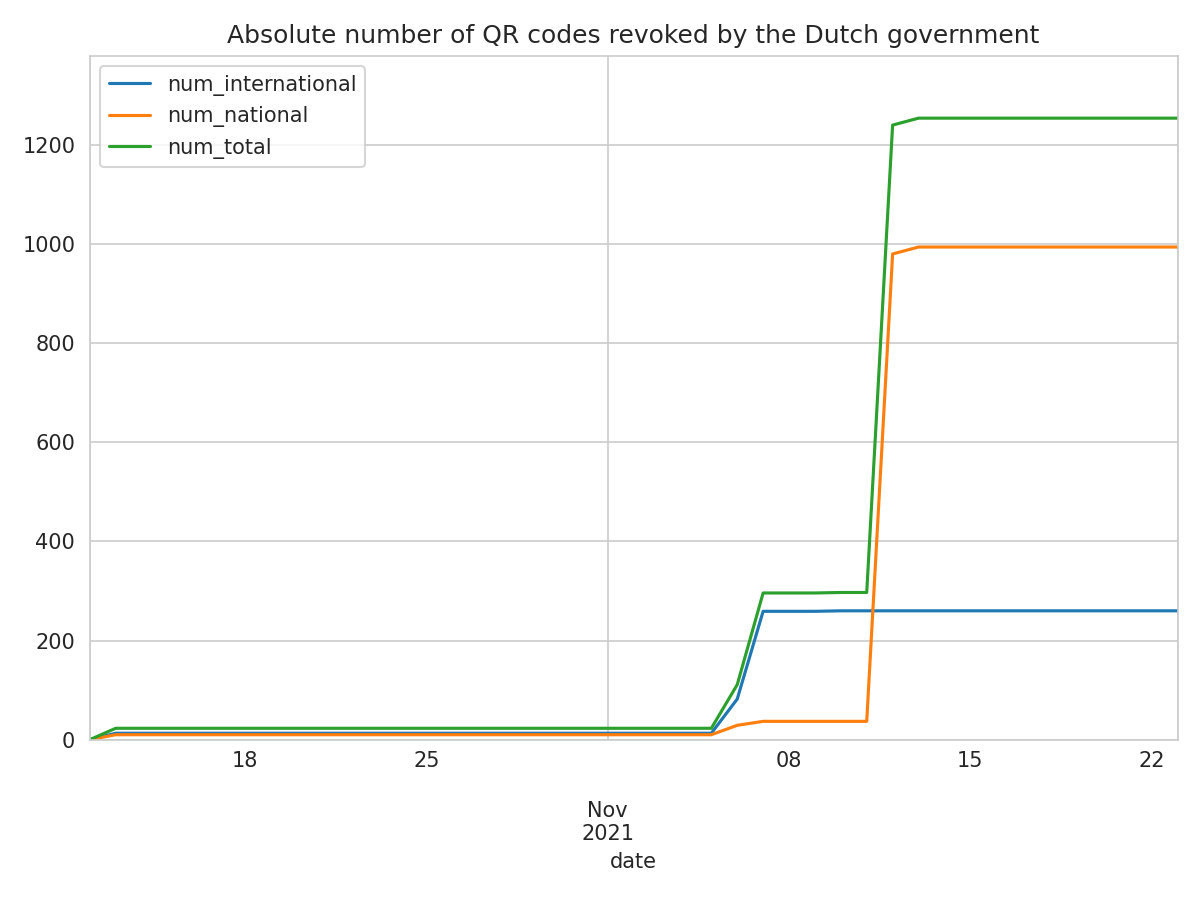 Absolute number of QR codes revoked by the Dutch government
num_international
num_national
num_total
1200
1000
800
600
400
200
0
18 25 08 15 22
Nov
2021
date